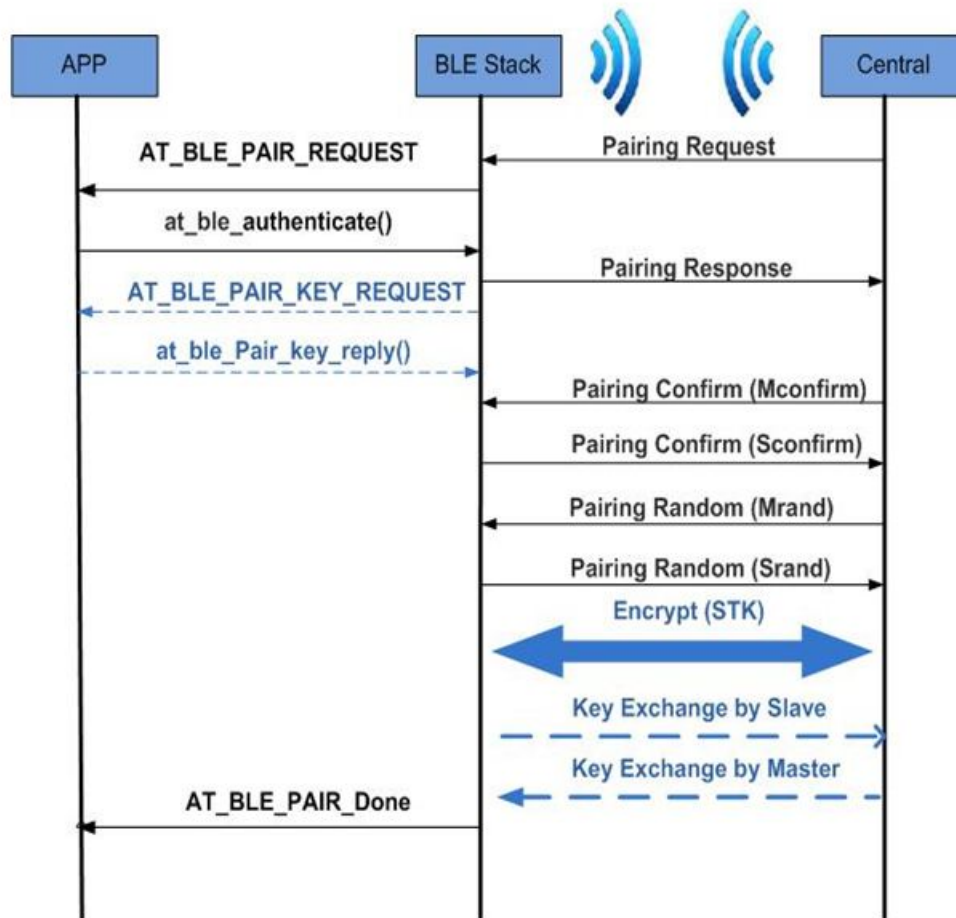 APP
BLE Stack
Central
Pairing Request
AT_BLE_PAIR_REQUEST
at_ble_authenticate()
Pairing Response
AT_BLE_PAIR_KEY_REQUEST
at_ble_Pair_key_reply()
Pairing Confirm (Mconfirm)
Pairing Confirm (Sconfirm)
Pairing Random (Mrand)
Pairing Random (Srand)
Encrypt (STK)
Key Exchange by Slave
Key Exchange by Master
AT_BLE_PAIR_Done